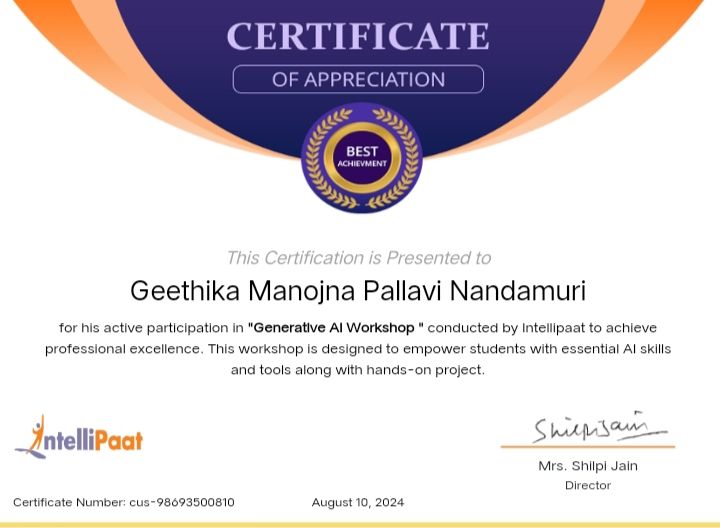 CERTIFICATE
OF APPRECIATION
BEST
ACHIEVMENT
This Certification is Presented to
Geethika Manojna Pallavi Nandamuri
for his active participation in "Generative AI Workshop " conducted by Intellipaat to achieve
professional excellence. This workshop is designed to empower students with essential AI skills
and tools along with hands-on project.
IntelliPaat
ShilpiJain
Mrs. Shilpi Jain
Director
Certificate Number: cus-98693500810
August 10, 2024